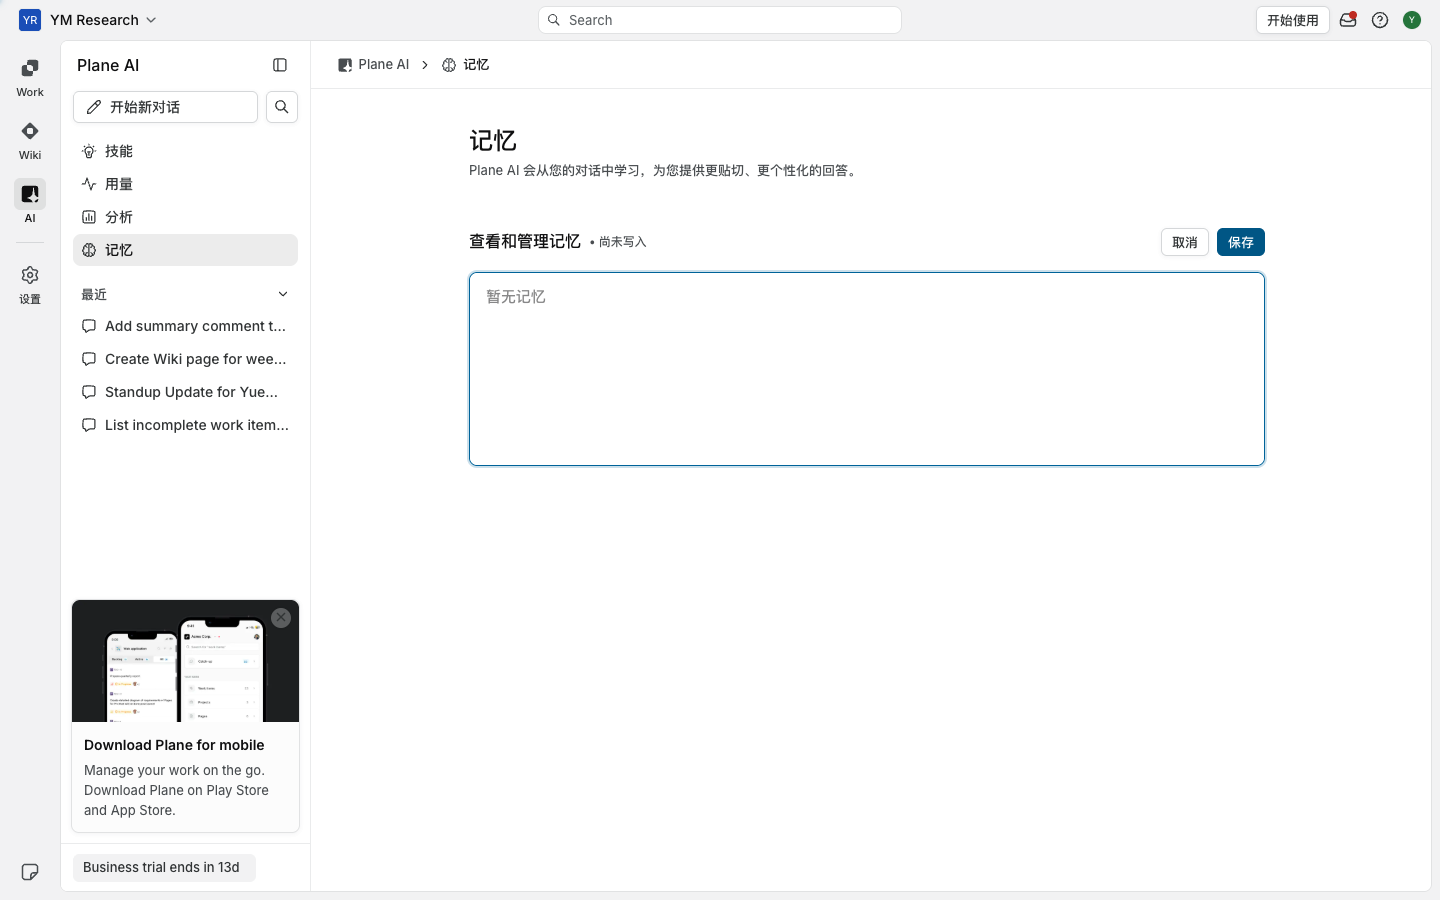 YR
YM Research
Search
开始使用
Y
Work
Wiki
AI
设置
Plane AI
开始新对话
技能
用量
分析
记忆
最近
Add summary comment t...
Create Wiki page for wee...
Standup Update for Yue...
List incomplete work item...
Download Plane for mobile
Manage your work on the go.
Download Plane on Play Store
and App Store.
Business trial ends in 13d
Plane AI
记忆
记忆
Plane AI 会从您的对话中学习，为您提供更贴切、更个性化的回答。
查看和管理记忆 • 尚未写入
取消
保存
暂无记忆